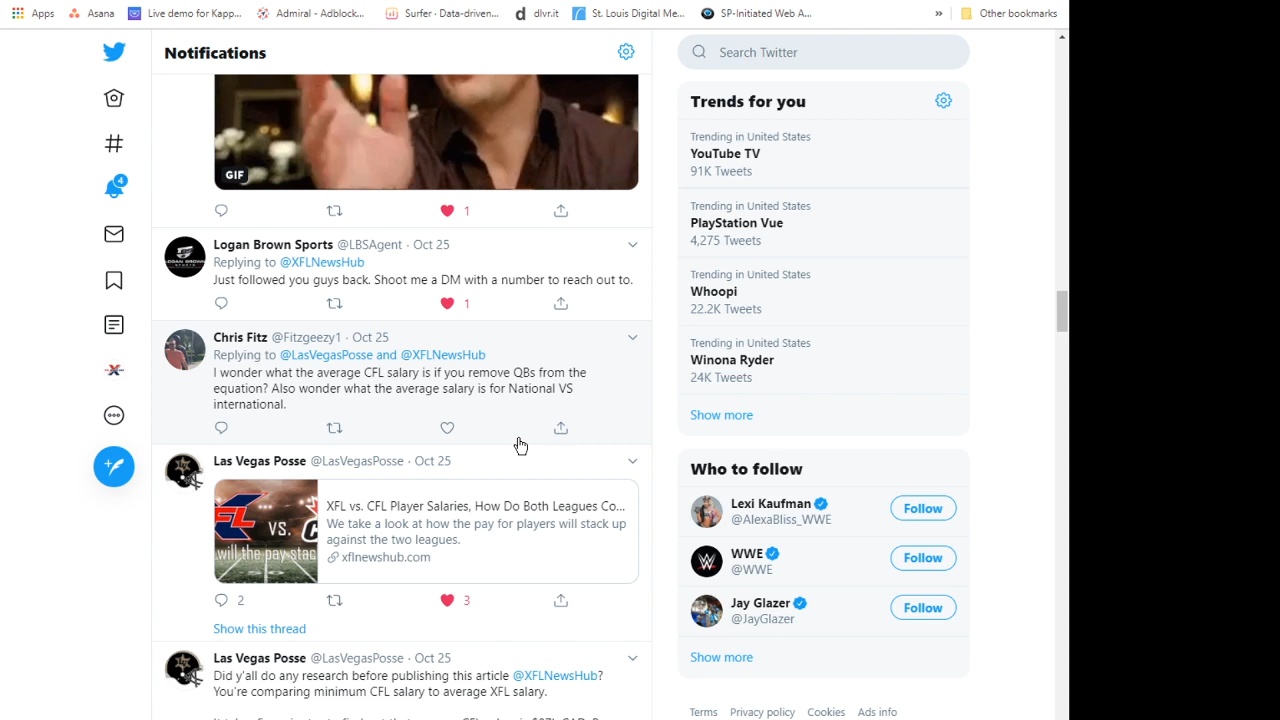 Apps
Asana
Live demo for Kapp...
Admiral - Adblock...
Surfer - Data-driven...
dlvr.it
St. Louis Digital Me...
SP-Initiated Web A...
»
Other bookmarks
Notifications
GIF
1
Logan Brown Sports @LBSAgent · Oct 25
Replying to @XFLNewsHub
Just followed you guys back. Shoot me a DM with a number to reach out to.
1
Chris Fitz @Fitzgeezy1 · Oct 25
Replying to @LasVegasPosse and @XFLNewsHub
I wonder what the average CFL salary is if you remove QBs from the
equation? Also wonder what the average salary is for National VS
international.
Las Vegas Posse @LasVegasPosse · Oct 25
XFL vs. CFL Player Salaries, How Do Both Leagues Co...
We take a look at how the pay for players will stack up
against the two leagues.
xflnewshub.com
FL VS.
will the pay stac
50
2
3
Show this thread
Las Vegas Posse @LasVegasPosse · Oct 25
Did y'all do any research before publishing this article @XFLNewsHub?
You're comparing minimum CFL salary to average XFL salary.
4
Search Twitter
Trends for you
Trending in United States
YouTube TV
91K Tweets
Trending in United States
PlayStation Vue
4,275 Tweets
Trending in United States
Whoopi
22.2K Tweets
Trending in United States
Winona Ryder
24K Tweets
Show more
Who to follow
Lexi Kaufman
@AlexaBliss_WWE
Follow
WWE
@WWE
Follow
Jay Glazer
@JayGlazer
Follow
Show more
Terms Privacy policy Cookies Ads info